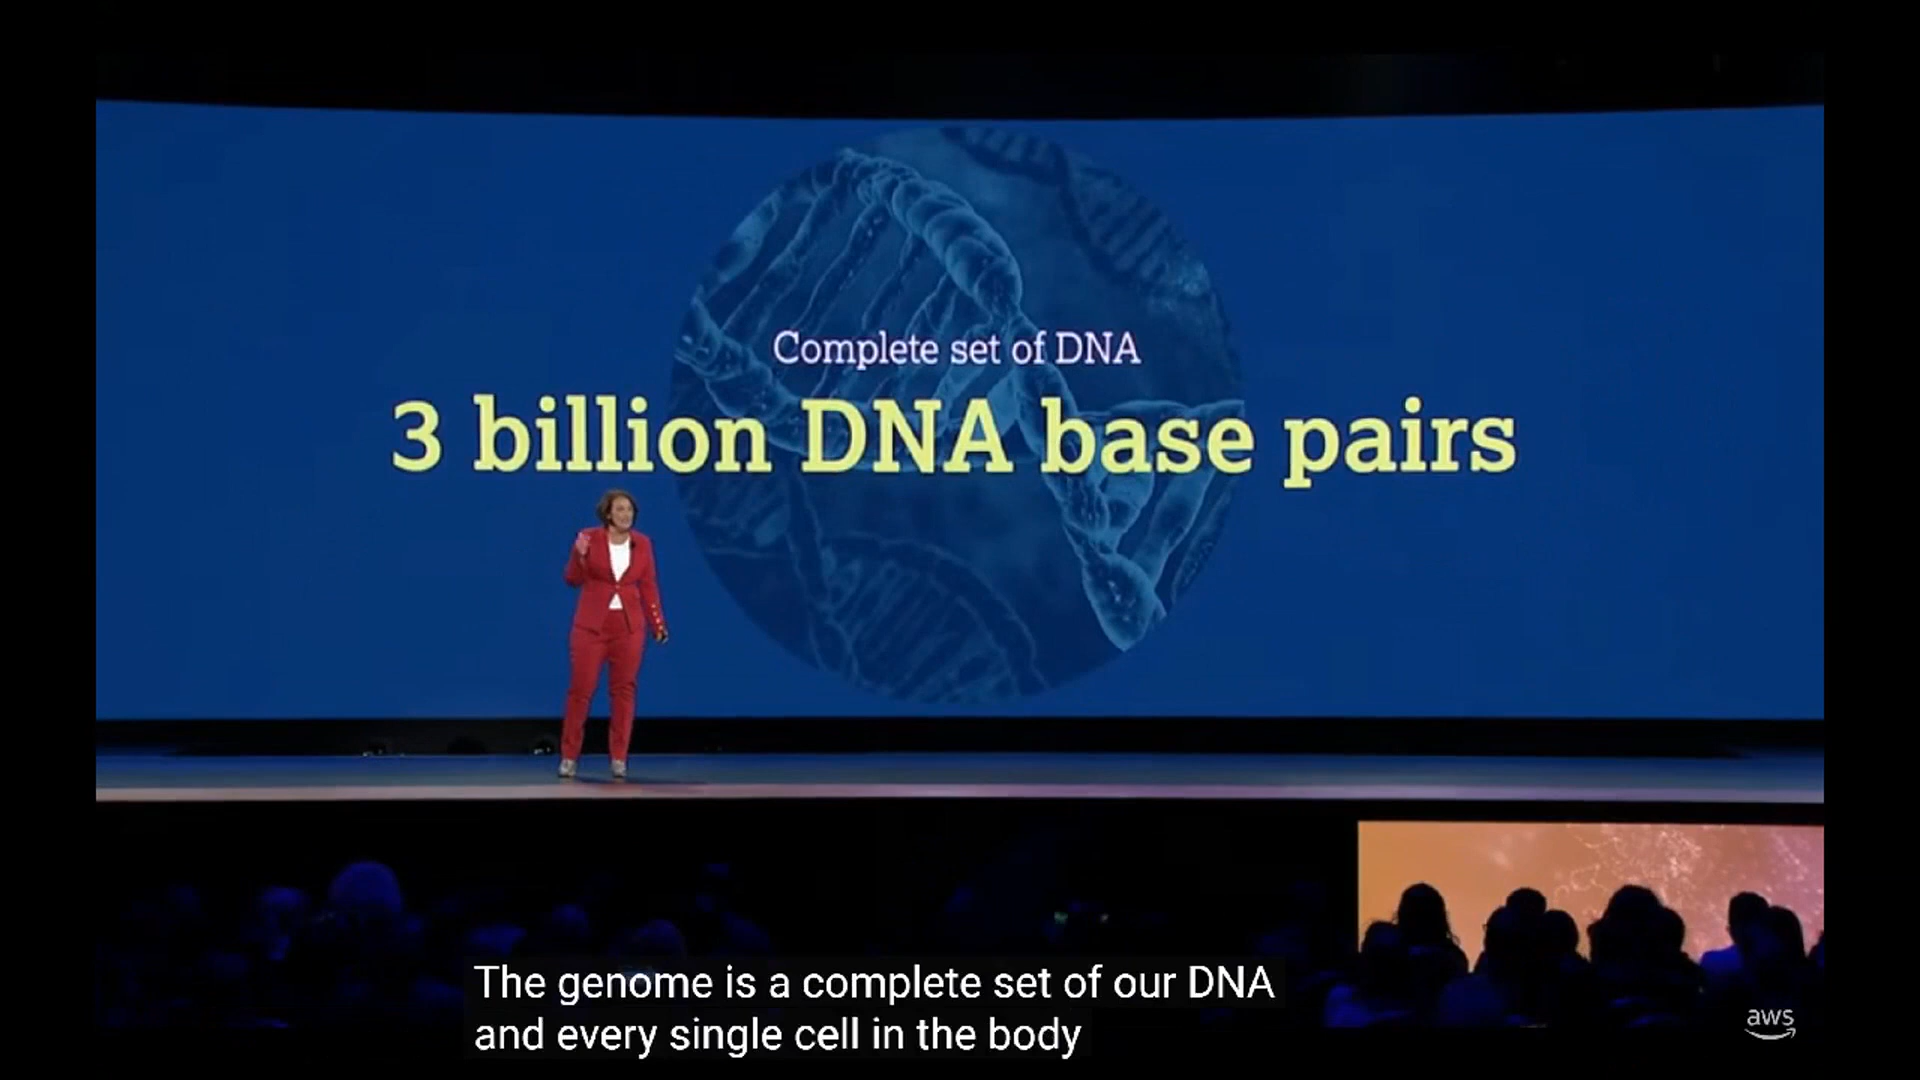 Complete set of DNA
3 billion DNA base pairs
The genome is a complete set of our DNA
and every single cell in the body
aws